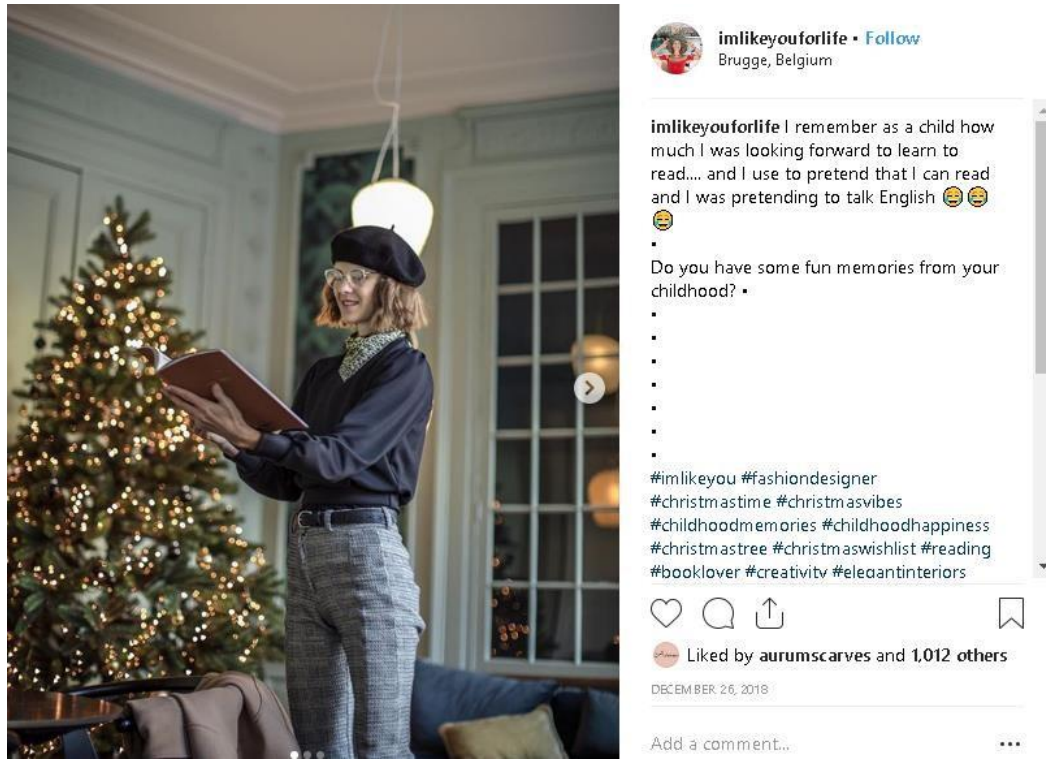 imlikeyouforlife • Follow
Brugge, Belgium
imlikeyouforlife I remember as a child how
much I was looking forward to learn to
read.... and I use to pretend that I can read
and I was pretending to talk English 😂😂
😂
.
Do you have some fun memories from your
childhood? •
.
.
.
.
.
.
.
#imlikeyou #fashiondesigner
#christmastime #christmasvibes
#childhoodmemories #childhoodhappiness
#christmastree #christmaswishlist #reading
#booklover #creativity #elegantinteriors
Liked by aurumscarves and 1,012 others
DECEMBER 26, 2018
Add a comment...